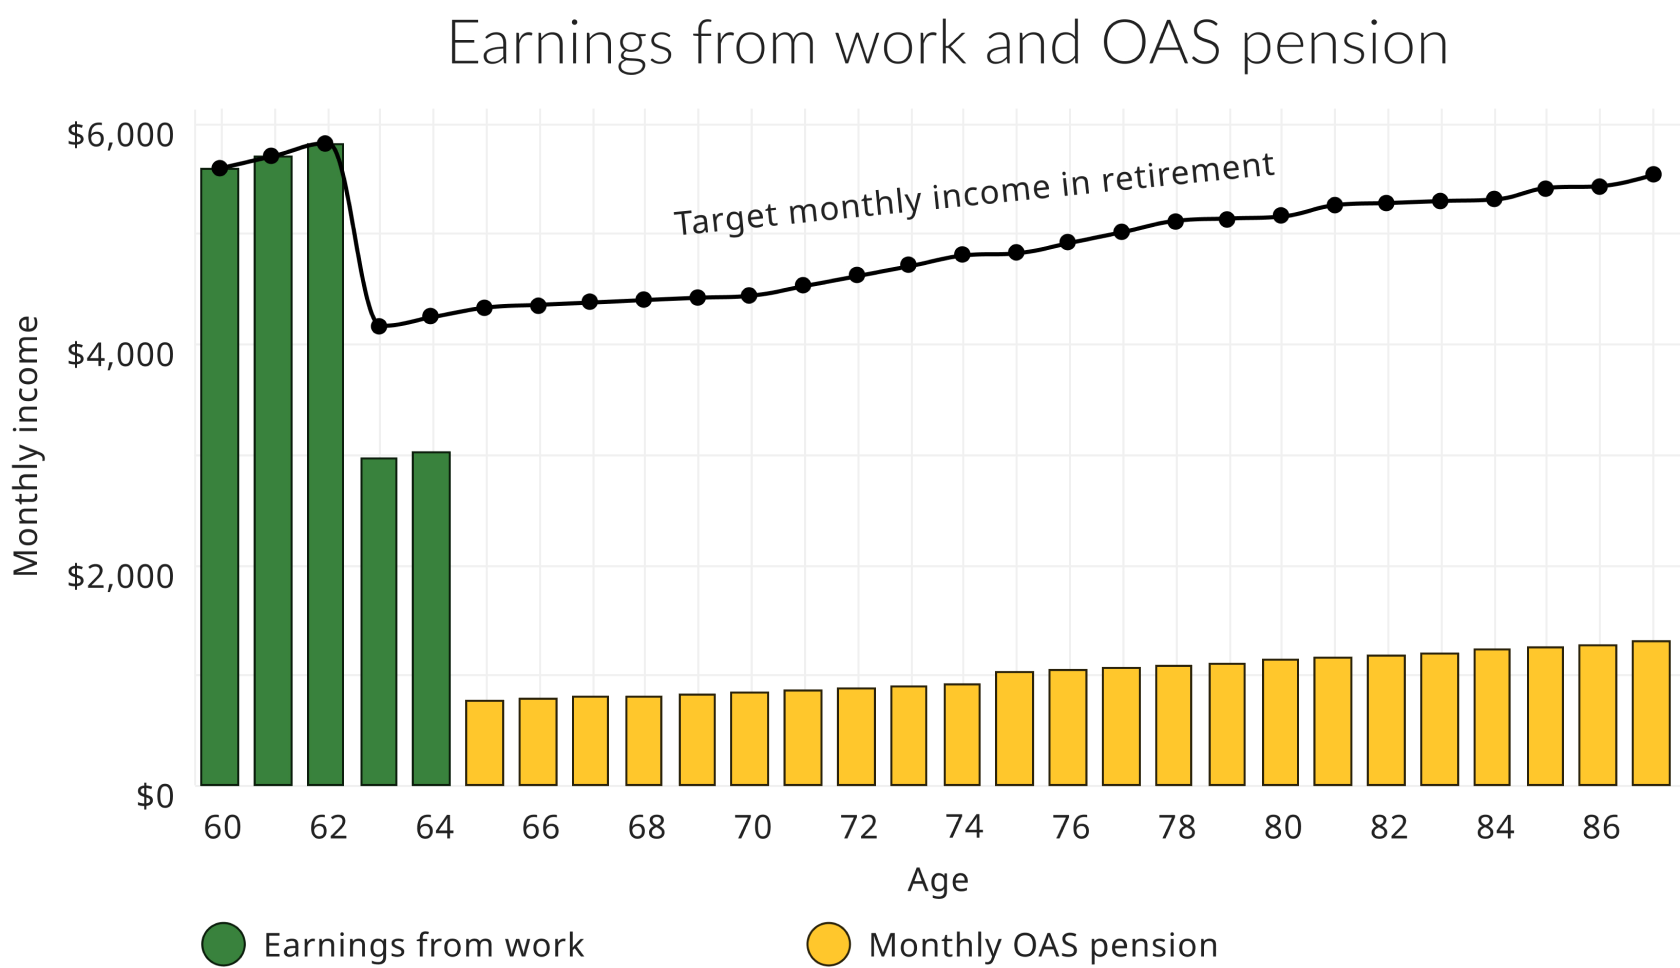 Earnings from work and OAS pension
$6,000
$4,000
$2,000
$0
Monthly income
Target monthly income in retirement
60 62 64 66 68 70 72 74 76 78 80 82 84 86
Age
Earnings from work
Monthly OAS pension